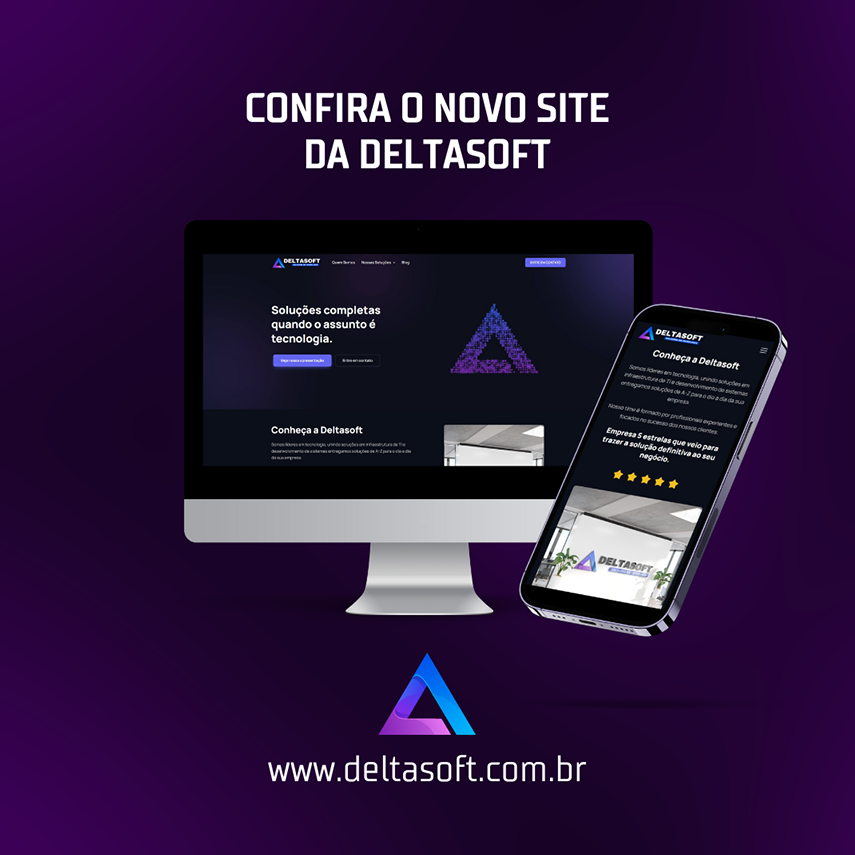 CONFIRA O NOVO SITE
DA DELTASOFT
DELTASOFT
Quem Somos Nossas Soluções Blog
ENTRE EM CONTATO
Soluções completas
quando o assunto é
tecnologia.
Veja nossa apresentação Entre em contato
Conheça a Deltasoft
Somos líderes em tecnologia, unindo soluções em infraestrutura de TI e
desenvolvimento de sistemas entregamos soluções de A-Z para o dia a dia
da sua empresa.
DELTASOFT
Conheça a Deltasoft
Somos líderes em tecnologia, unindo soluções em
infraestrutura de TI e desenvolvimento de sistemas
entregamos soluções de A-Z para o dia a dia da sua
empresa.
Nosso time é formado por profissionais experientes e
focados no sucesso dos nossos clientes.
Empresa 5 estrelas que veio para
trazer a solução definitiva ao seu
negócio.
DELTASOFT
www.deltasoft.com.br